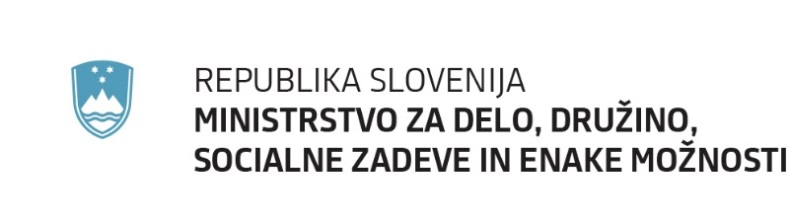 REPUBLIKA SLOVENIJA
MINISTRSTVO ZA DELO, DRUŽINO,
SOCIALNE ZADEVE IN ENAKE MOŽNOSTI